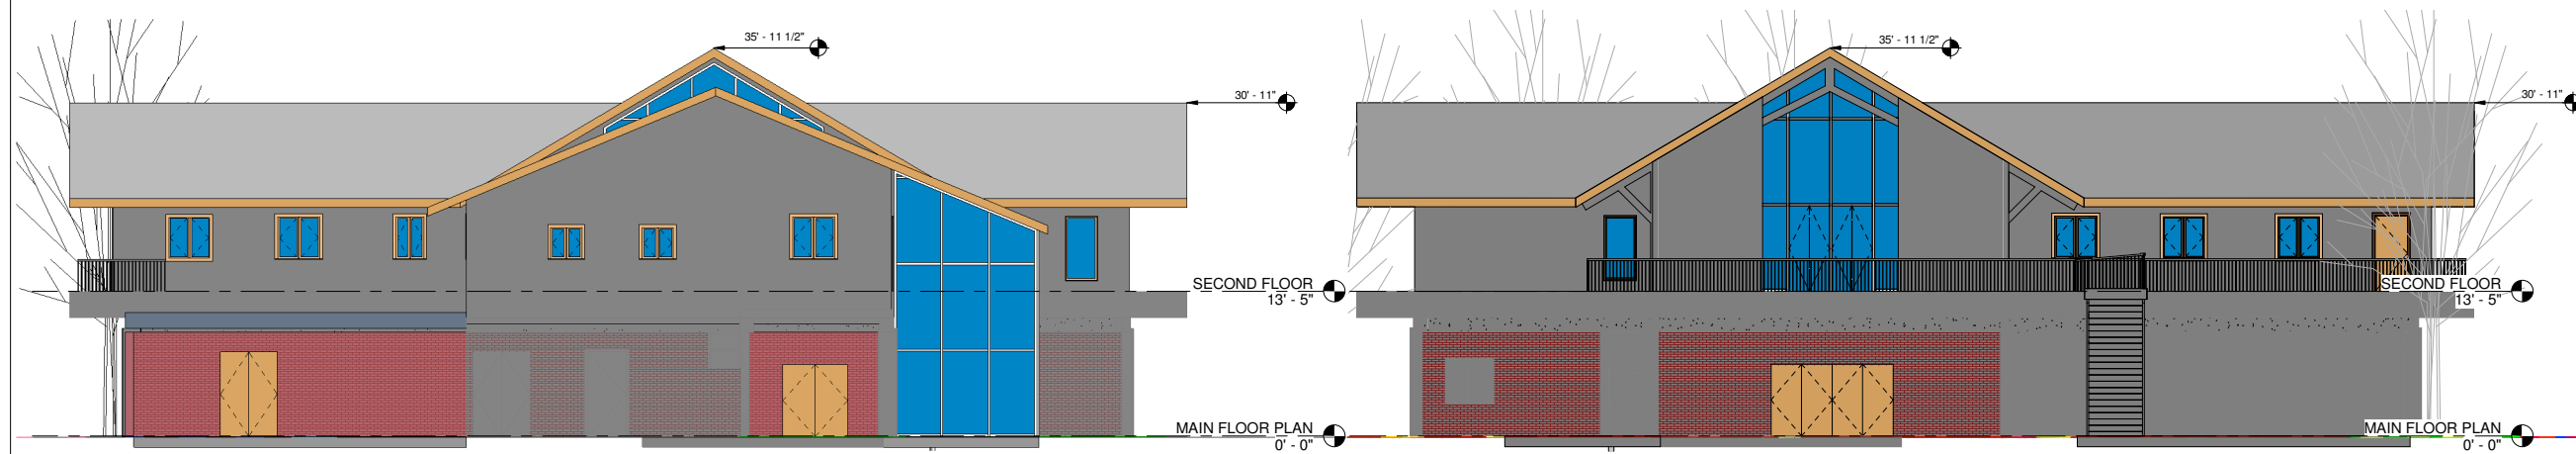 35' - 11 1/2"
30' - 11"
SECOND FLOOR
13' - 5"
MAIN FLOOR PLAN
0' - 0"
35' - 11 1/2"
30' - 11"
SECOND FLOOR
13' - 5"
MAIN FLOOR PLAN
0' - 0"